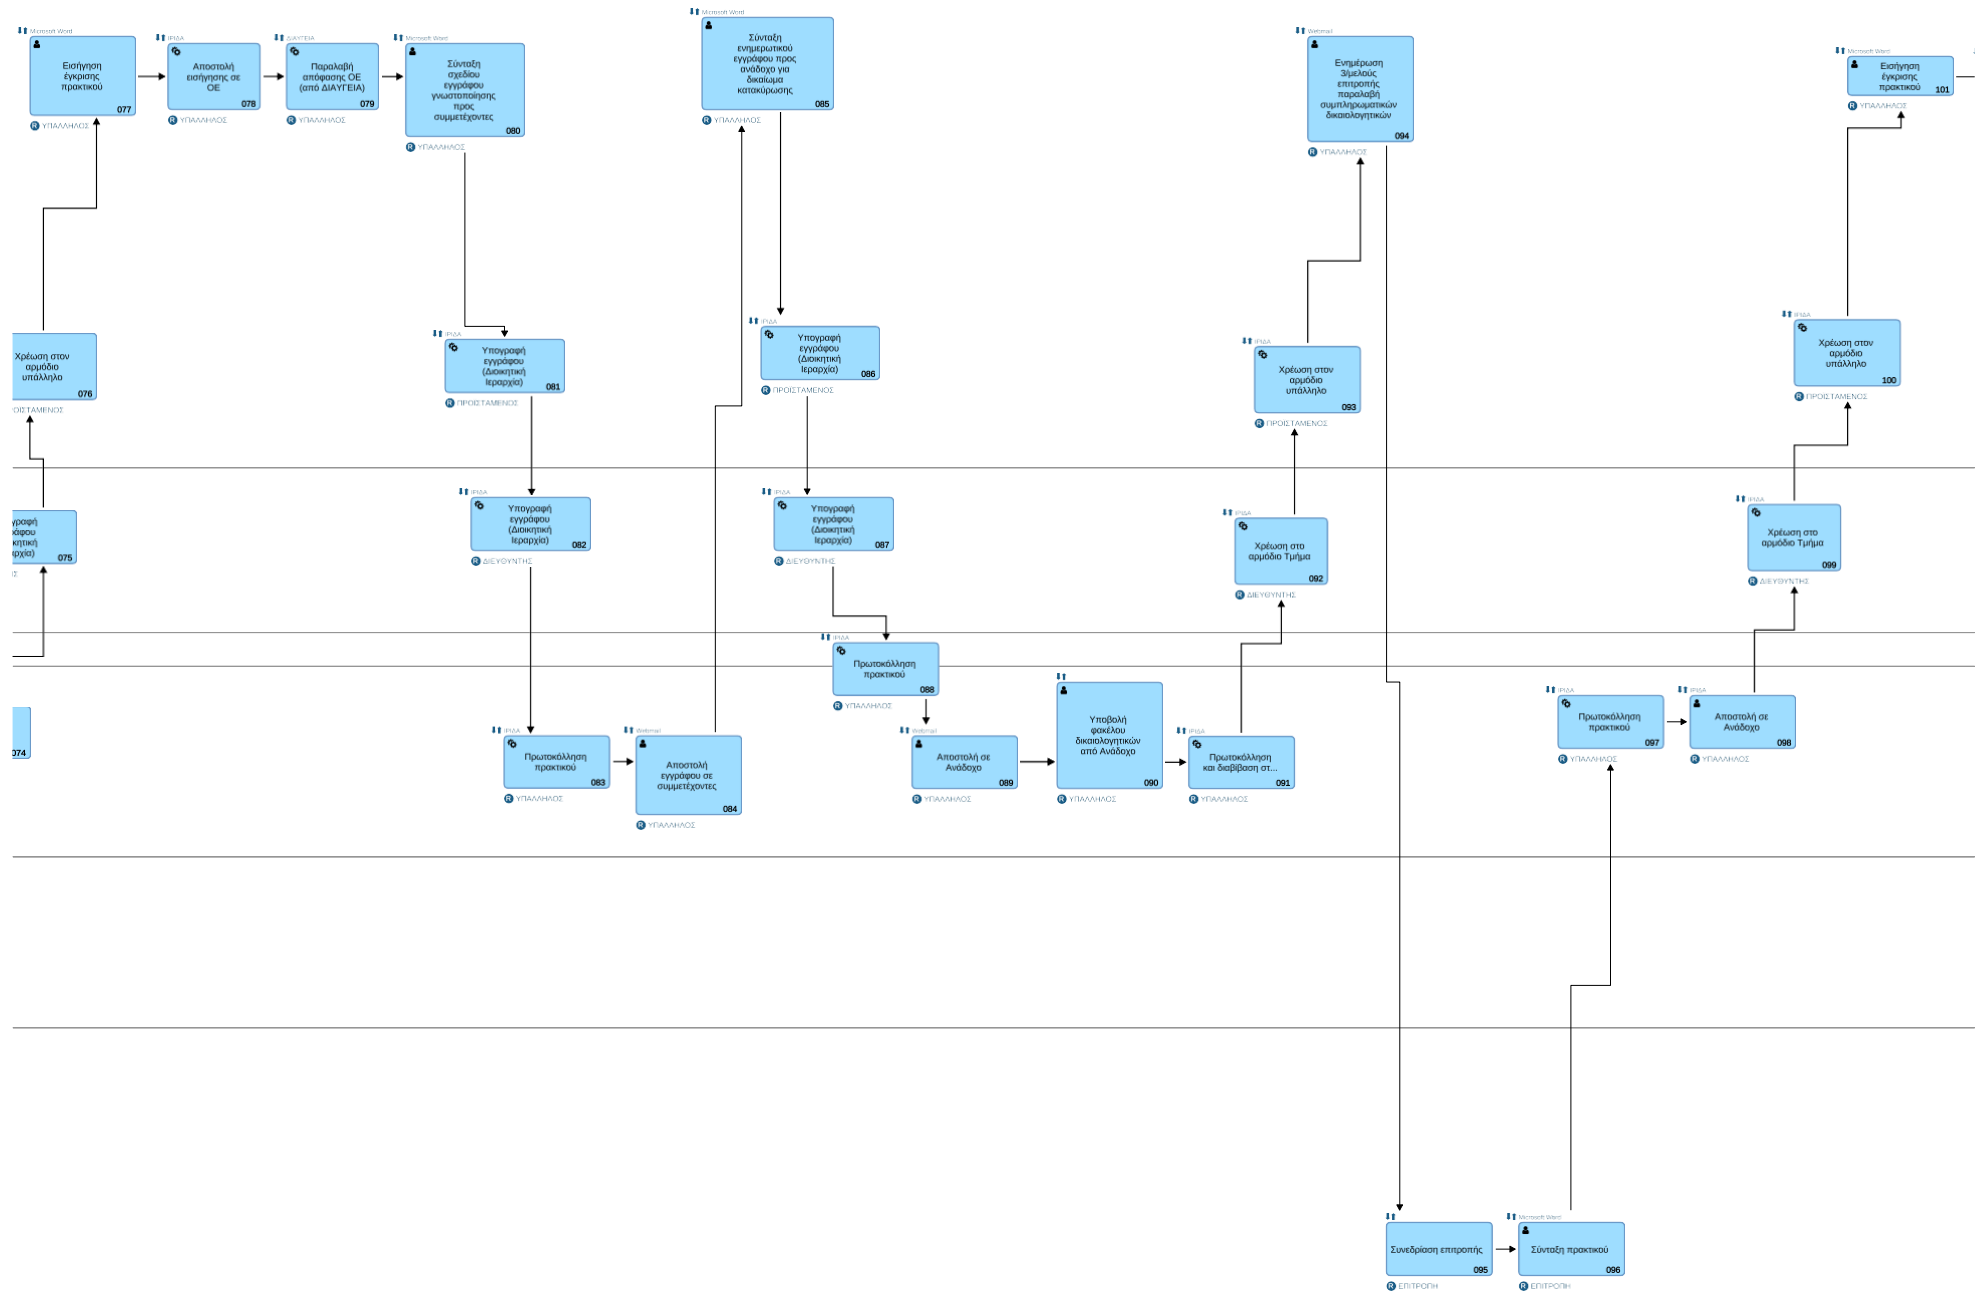 Microsoft Word
Εισήγηση
έγκρισης
πρακτικού
077
ΥΠΑΛΛΗΛΟΣ
ΙΡΙΔΑ
Αποστολή
εισήγησης σε
ΟΕ
078
ΥΠΑΛΛΗΛΟΣ
ΔΙΑΥΓΕΙΑ
Παραλαβή
απόφασης ΟΕ
(από ΔΙΑΥΓΕΙΑ)
079
ΥΠΑΛΛΗΛΟΣ
Microsoft Word
Σύνταξη
σχεδίου
εγγράφου
γνωστοποίησης
προς
συμμετέχοντες
080
ΥΠΑΛΛΗΛΟΣ
Microsoft Word
Σύνταξη
ενημερωτικού
εγγράφου προς
ανάδοχο για
δικαίωμα
κατακύρωσης
085
ΥΠΑΛΛΗΛΟΣ
Webmail
Ενημέρωση
3/μελούς
επιτροπής
παραλαβή
συμπληρωματικών
δικαιολογητικών
094
ΥΠΑΛΛΗΛΟΣ
Microsoft Word
Εισήγηση
έγκρισης
πρακτικού
101
ΥΠΑΛΛΗΛΟΣ
Χρέωση στον
αρμόδιο
υπάλληλο
076
ΟΙΣΤΑΜΕΝΟΣ
ΙΡΙΔΑ
Υπογραφή
εγγράφου
(Διοικητική
Ιεραρχία)
081
ΠΡΟΙΣΤΑΜΕΝΟΣ
ΙΡΙΔΑ
Υπογραφή
εγγράφου
(Διοικητική
Ιεραρχία)
086
ΠΡΟΙΣΤΑΜΕΝΟΣ
ΙΡΙΔΑ
Χρέωση στον
αρμόδιο
υπάλληλο
093
ΠΡΟΙΣΤΑΜΕΝΟΣ
ΙΡΙΔΑ
Χρέωση στον
αρμόδιο
υπάλληλο
100
ΠΡΟΙΣΤΑΜΕΝΟΣ
γραφή
άφου
κητική
ρχία)
075
Σ
ΙΡΙΔΑ
Υπογραφή
εγγράφου
(Διοικητική
Ιεραρχία)
082
ΔΙΕΥΘΥΝΤΗΣ
ΙΡΙΔΑ
Υπογραφή
εγγράφου
(Διοικητική
Ιεραρχία)
087
ΔΙΕΥΘΥΝΤΗΣ
ΙΡΙΔΑ
Χρέωση στο
αρμόδιο Τμήμα
092
ΔΙΕΥΘΥΝΤΗΣ
ΙΡΙΔΑ
Χρέωση στο
αρμόδιο Τμήμα
099
ΔΙΕΥΘΥΝΤΗΣ
074
ΙΡΙΔΑ
Πρωτοκόλληση
πρακτικού
083
ΥΠΑΛΛΗΛΟΣ
Webmail
Αποστολή
εγγράφου σε
συμμετέχοντες
084
ΥΠΑΛΛΗΛΟΣ
ΙΡΙΔΑ
Πρωτοκόλληση
πρακτικού
088
ΥΠΑΛΛΗΛΟΣ
Webmail
Αποστολή σε
Ανάδοχο
089
ΥΠΑΛΛΗΛΟΣ
Υποβολή
φακέλου
δικαιολογητικών
από Ανάδοχο
090
ΥΠΑΛΛΗΛΟΣ
ΙΡΙΔΑ
Πρωτοκόλληση
και διαβίβαση στ...
091
ΥΠΑΛΛΗΛΟΣ
ΙΡΙΔΑ
Πρωτοκόλληση
πρακτικού
097
ΥΠΑΛΛΗΛΟΣ
ΙΡΙΔΑ
Αποστολή σε
Ανάδοχο
098
ΥΠΑΛΛΗΛΟΣ
Συνεδρίαση επιτροπής
095
ΕΠΙΤΡΟΠΗ
Microsoft Word
Σύνταξη πρακτικού
096
ΕΠΙΤΡΟΠΗ